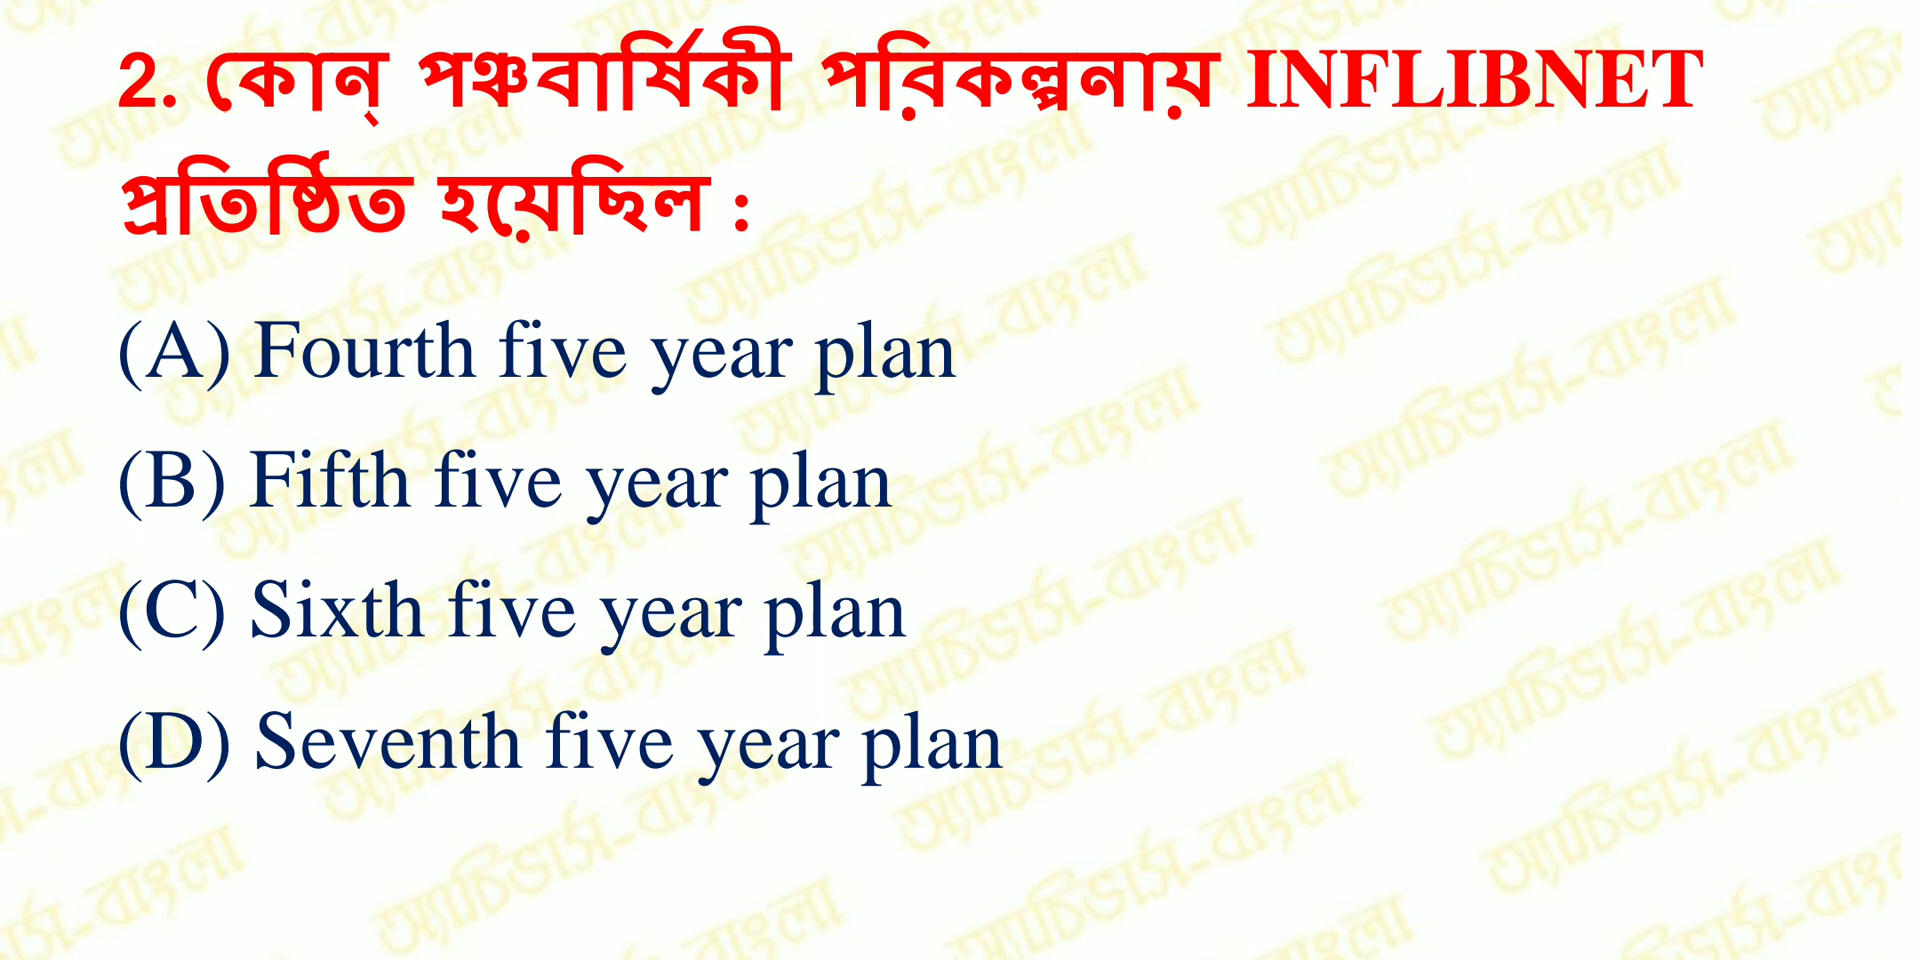 2. কোন্ পঞ্চবার্ষিকী পরিকল্পনায় INFLIBNET
প্রতিষ্ঠিত হয়েছিল :
(A) Fourth five year plan
(B) Fifth five year plan
(C) Sixth five year plan
(D) Seventh five year plan